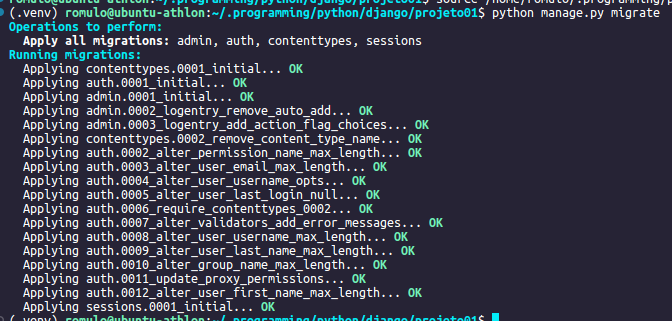 (.venv) romulo@ubuntu-athlon:~/.programming/python/django/projeto01$ python manage.py migrate
Operations to perform:
  Apply all migrations: admin, auth, contenttypes, sessions
Running migrations:
  Applying contenttypes.0001_initial... OK
  Applying auth.0001_initial... OK
  Applying admin.0001_initial... OK
  Applying admin.0002_logentry_remove_auto_add... OK
  Applying admin.0003_logentry_add_action_flag_choices... OK
  Applying contenttypes.0002_remove_content_type_name... OK
  Applying auth.0002_alter_permission_name_max_length... OK
  Applying auth.0003_alter_user_email_max_length... OK
  Applying auth.0004_alter_user_username_opts... OK
  Applying auth.0005_alter_user_last_login_null... OK
  Applying auth.0006_require_contenttypes_0002... OK
  Applying auth.0007_alter_validators_add_error_messages... OK
  Applying auth.0008_alter_user_username_max_length... OK
  Applying auth.0009_alter_user_last_name_max_length... OK
  Applying auth.0010_alter_group_name_max_length... OK
  Applying auth.0011_update_proxy_permissions... OK
  Applying auth.0012_alter_user_first_name_max_length... OK
  Applying sessions.0001_initial... OK
(.venv) romulo@ubuntu-athlon:~/.programming/python/django/projeto01$